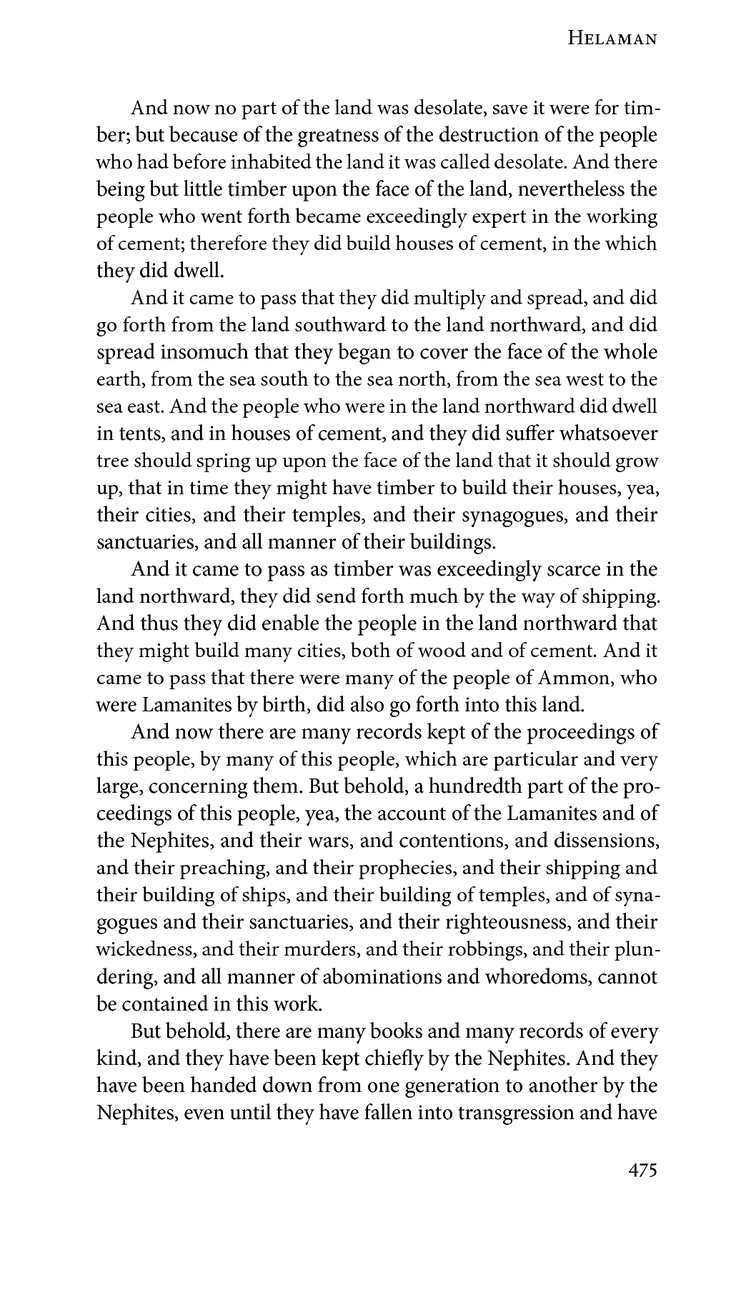 Helaman
And now no part of the land was desolate, save it were for tim-
ber; but because of the greatness of the destruction of the people
who had before inhabited the land it was called desolate. And there
being but little timber upon the face of the land, nevertheless the
people who went forth became exceedingly expert in the working
of cement; therefore they did build houses of cement, in the which
they did dwell.
And it came to pass that they did multiply and spread, and did
go forth from the land southward to the land northward, and did
spread insomuch that they began to cover the face of the whole
earth, from the sea south to the sea north, from the sea west to the
sea east. And the people who were in the land northward did dwell
in tents, and in houses of cement, and they did suffer whatsoever
tree should spring up upon the face of the land that it should grow
up, that in time they might have timber to build their houses, yea,
their cities, and their temples, and their synagogues, and their
sanctuaries, and all manner of their buildings.
And it came to pass as timber was exceedingly scarce in the
land northward, they did send forth much by the way of shipping.
And thus they did enable the people in the land northward that
they might build many cities, both of wood and of cement. And it
came to pass that there were many of the people of Ammon, who
were Lamanites by birth, did also go forth into this land.
And now there are many records kept of the proceedings of
this people, by many of this people, which are particular and very
large, concerning them. But behold, a hundredth part of the pro-
ceedings of this people, yea, the account of the Lamanites and of
the Nephites, and their wars, and contentions, and dissensions,
and their preaching, and their prophecies, and their shipping and
their building of ships, and their building of temples, and of syna-
gogues and their sanctuaries, and their righteousness, and their
wickedness, and their murders, and their robbings, and their plun-
dering, and all manner of abominations and whoredoms, cannot
be contained in this work.
But behold, there are many books and many records of every
kind, and they have been kept chiefly by the Nephites. And they
have been handed down from one generation to another by the
Nephites, even until they have fallen into transgression and have
475